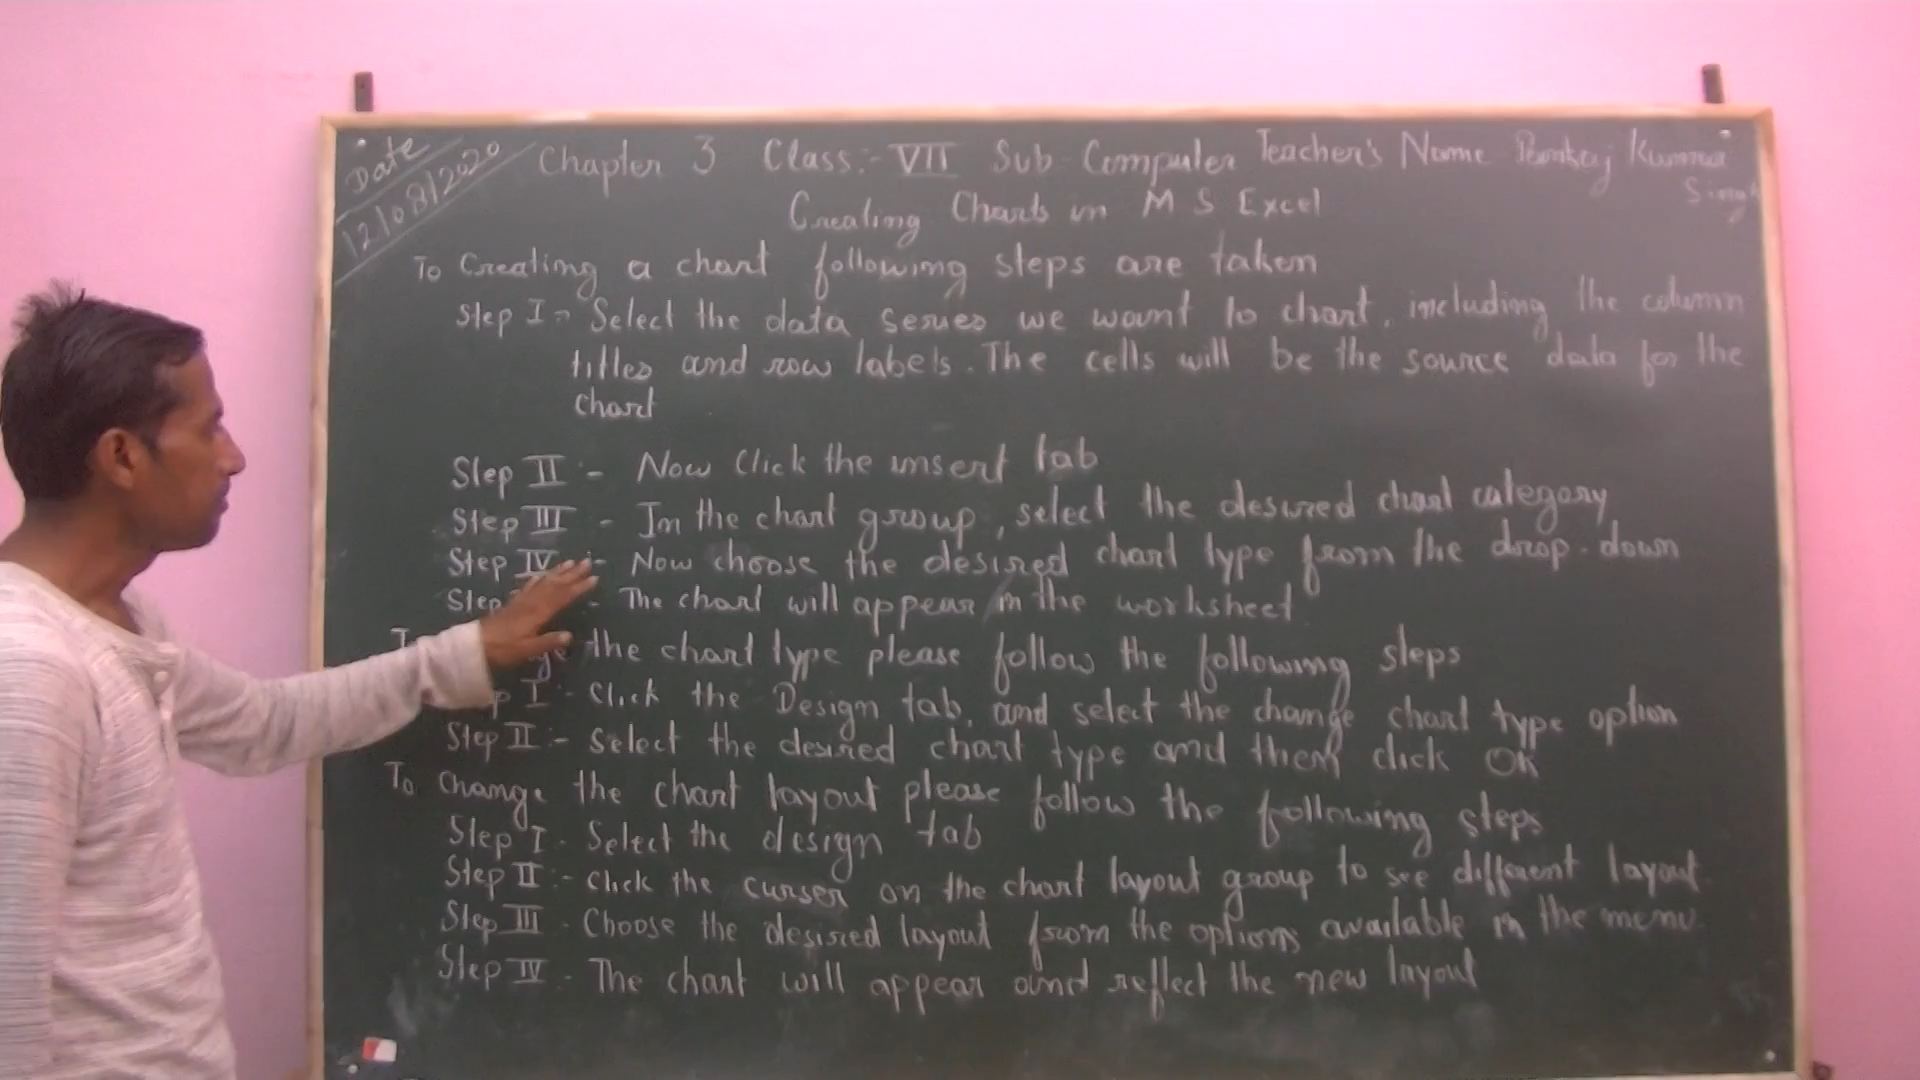 Date
12/08/2020
Chapter 3 Class:- VII Sub- Computer Teacher's Name Pankaj Kumar Singh
Creating Charts in M S Excel
To Creating a chart following steps are taken
Step I:- Select the data series we want to chart, including the column
titles and row labels. The cells will be the source data for the
chart
Step II :- Now Click the insert tab
Step III - In the chart group, select the desired chart category
Step IV :- Now choose the desired chart type from the drop-down
Step :- The chart will appear in the worksheet
the chart type please follow the following steps
I :- Click the Design tab, and select the change chart type option
Step II :- Select the desired chart type and then click OK
To change the chart layout please follow the following steps
Step I - Select the design tab
Step II :- Click the curser on the chart layout group to see different layout.
Step III - Choose the desired layout from the options available in the menu.
Step IV - The chart will appear and reflect the new layout